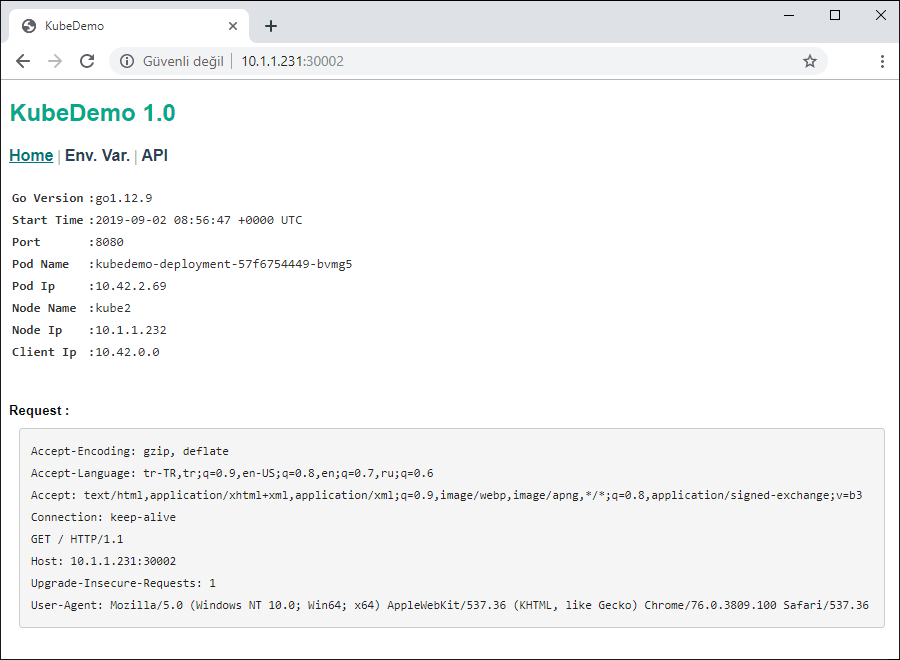 KubeDemo
Güvenli değil | 10.1.1.231:30002
KubeDemo 1.0
Home | Env. Var. | API
Go Version :go1.12.9
Start Time :2019-09-02 08:56:47 +0000 UTC
Port :8080
Pod Name :kubedemo-deployment-57f6754449-bvmg5
Pod Ip :10.42.2.69
Node Name :kube2
Node Ip :10.1.1.232
Client Ip :10.42.0.0
Request :
Accept-Encoding: gzip, deflate
Accept-Language: tr-TR,tr;q=0.9,en-US;q=0.8,en;q=0.7,ru;q=0.6
Accept: text/html,application/xhtml+xml,application/xml;q=0.9,image/webp,image/apng,*/*;q=0.8,application/signed-exchange;v=b3
Connection: keep-alive
GET / HTTP/1.1
Host: 10.1.1.231:30002
Upgrade-Insecure-Requests: 1
User-Agent: Mozilla/5.0 (Windows NT 10.0; Win64; x64) AppleWebKit/537.36 (KHTML, like Gecko) Chrome/76.0.3809.100 Safari/537.36